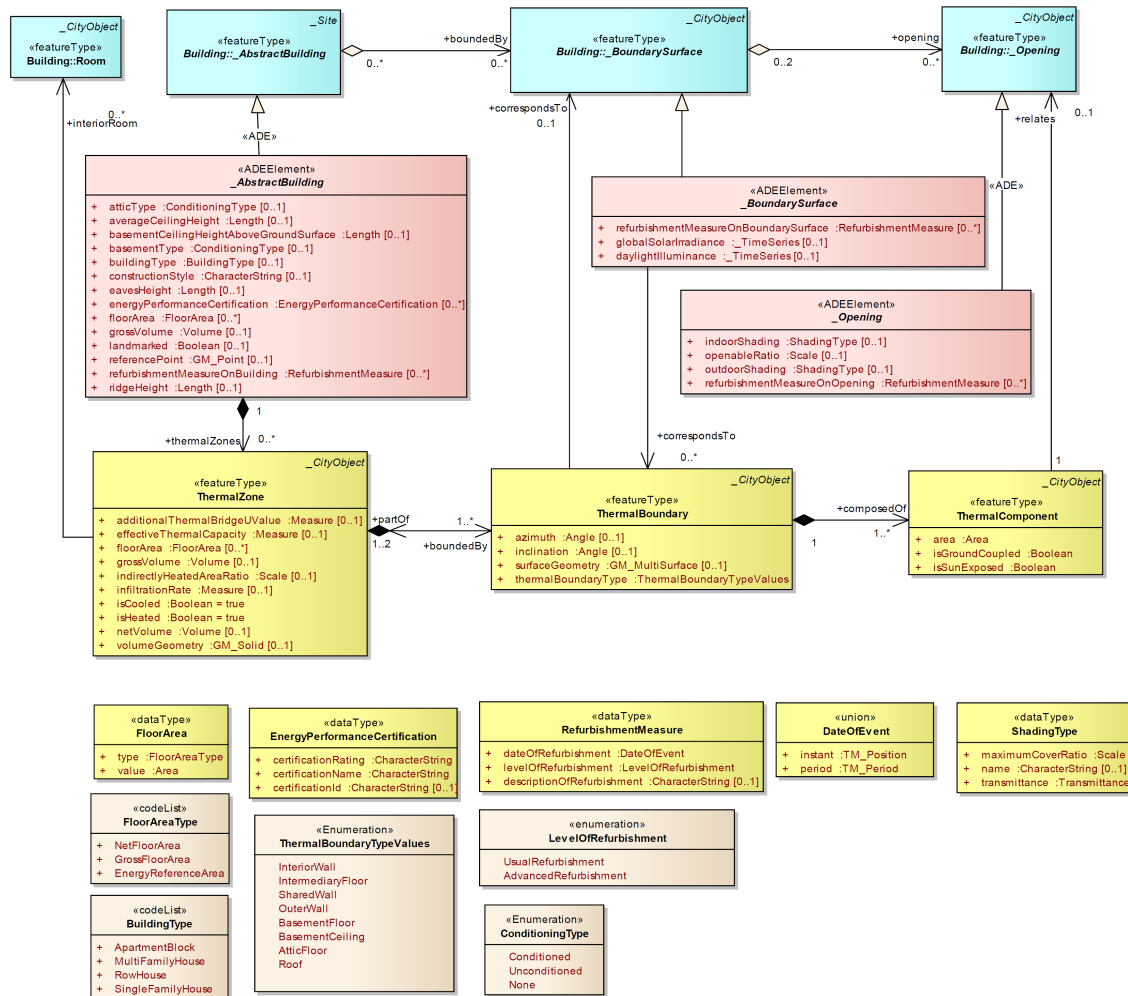 _CityObject
«featureType»
Building::Room
_Site
«featureType»
Building::_AbstractBuilding
+boundedBy
0..*
0..*
_CityObject
«featureType»
Building::_BoundarySurface
+opening
0..2
0..*
_CityObject
«featureType»
Building::_Opening
0..*
+interiorRoom
«ADE»
+correspondsTo
0..1
+relates
0..1
«ADE»
«ADEElement»
_AbstractBuilding
+ atticType :ConditioningType [0..1]
+ averageCeilingHeight :Length [0..1]
+ basementCeilingHeightAboveGroundSurface :Length [0..1]
+ basementType :ConditioningType [0..1]
+ buildingType :BuildingType [0..1]
+ constructionStyle :CharacterString [0..1]
+ eavesHeight :Length [0..1]
+ energyPerformanceCertification :EnergyPerformanceCertification [0..*]
+ floorArea :FloorArea [0..*]
+ grossVolume :Volume [0..1]
+ landmarked :Boolean [0..1]
+ referencePoint :GM_Point [0..1]
+ refurbishmentMeasureOnBuilding :RefurbishmentMeasure [0..*]
+ ridgeHeight :Length [0..1]
«ADEElement»
_BoundarySurface
+ refurbishmentMeasureOnBoundarySurface :RefurbishmentMeasure [0..*]
+ globalSolarIrradiance :_TimeSeries [0..1]
+ daylightIlluminance :_TimeSeries [0..1]
«ADEElement»
_Opening
+ indoorShading :ShadingType [0..1]
+ openableRatio :Scale [0..1]
+ outdoorShading :ShadingType [0..1]
+ refurbishmentMeasureOnOpening :RefurbishmentMeasure [0..*]
1
+thermalZones
0..*
+correspondsTo
0..*
1
_CityObject
«featureType»
ThermalZone
+ additionalThermalBridgeUValue :Measure [0..1]
+ effectiveThermalCapacity :Measure [0..1]
+ floorArea :FloorArea [0..*]
+ grossVolume :Volume [0..1]
+ indirectlyHeatedAreaRatio :Scale [0..1]
+ infiltrationRate :Measure [0..1]
+ isCooled :Boolean = true
+ isHeated :Boolean = true
+ netVolume :Volume [0..1]
+ volumeGeometry :GM_Solid [0..1]
+partOf
1..*
1..2
+boundedBy
_CityObject
«featureType»
ThermalBoundary
+ azimuth :Angle [0..1]
+ inclination :Angle [0..1]
+ surfaceGeometry :GM_MultiSurface [0..1]
+ thermalBoundaryType :ThermalBoundaryTypeValues
+composedOf
1
1..*
_CityObject
«featureType»
ThermalComponent
+ area :Area
+ isGroundCoupled :Boolean
+ isSunExposed :Boolean
«dataType»
FloorArea
+ type :FloorAreaType
+ value :Area
«dataType»
EnergyPerformanceCertification
+ certificationRating :CharacterString
+ certificationName :CharacterString
+ certificationId :CharacterString [0..1]
«dataType»
RefurbishmentMeasure
+ dateOfRefurbishment :DateOfEvent
+ levelOfRefurbishment :LevelOfRefurbishment
+ descriptionOfRefurbishment :CharacterString [0..1]
«union»
DateOfEvent
+ instant :TM_Position
+ period :TM_Period
«dataType»
ShadingType
+ maximumCoverRatio :Scale
+ name :CharacterString [0..1]
+ transmittance :Transmittance
«codeList»
FloorAreaType
+ NetFloorArea
+ GrossFloorArea
+ EnergyReferenceArea
«Enumeration»
ThermalBoundaryTypeValues
InteriorWall
IntermediaryFloor
SharedWall
OuterWall
BasementFloor
BasementCeiling
AtticFloor
Roof
«enumeration»
LevelOfRefurbishment
UsualRefurbishment
AdvancedRefurbishment
«codeList»
BuildingType
+ ApartmentBlock
+ MultiFamilyHouse
+ RowHouse
+ SingleFamilyHouse
«Enumeration»
ConditioningType
Conditioned
Unconditioned
None